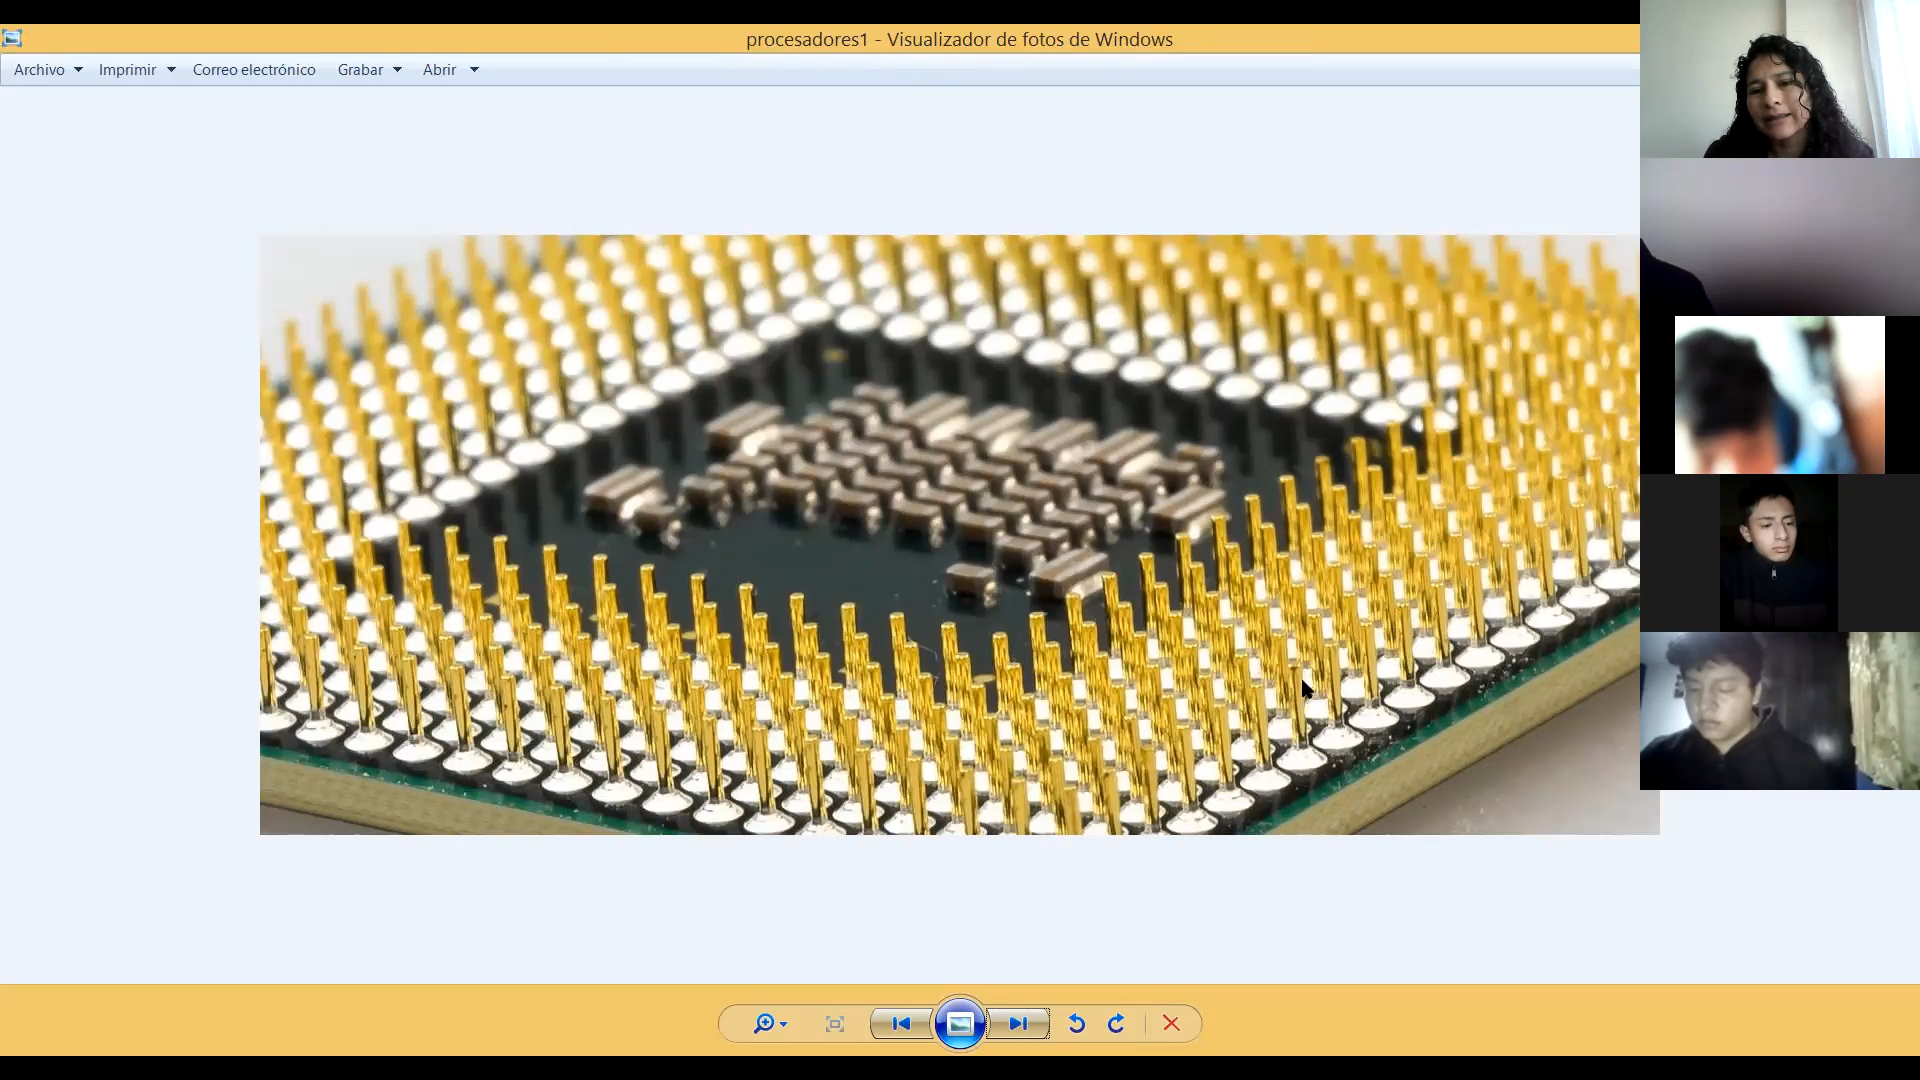 procesadores1 - Visualizador de fotos de Windows
Archivo Imprimir Correo electrónico Grabar Abrir